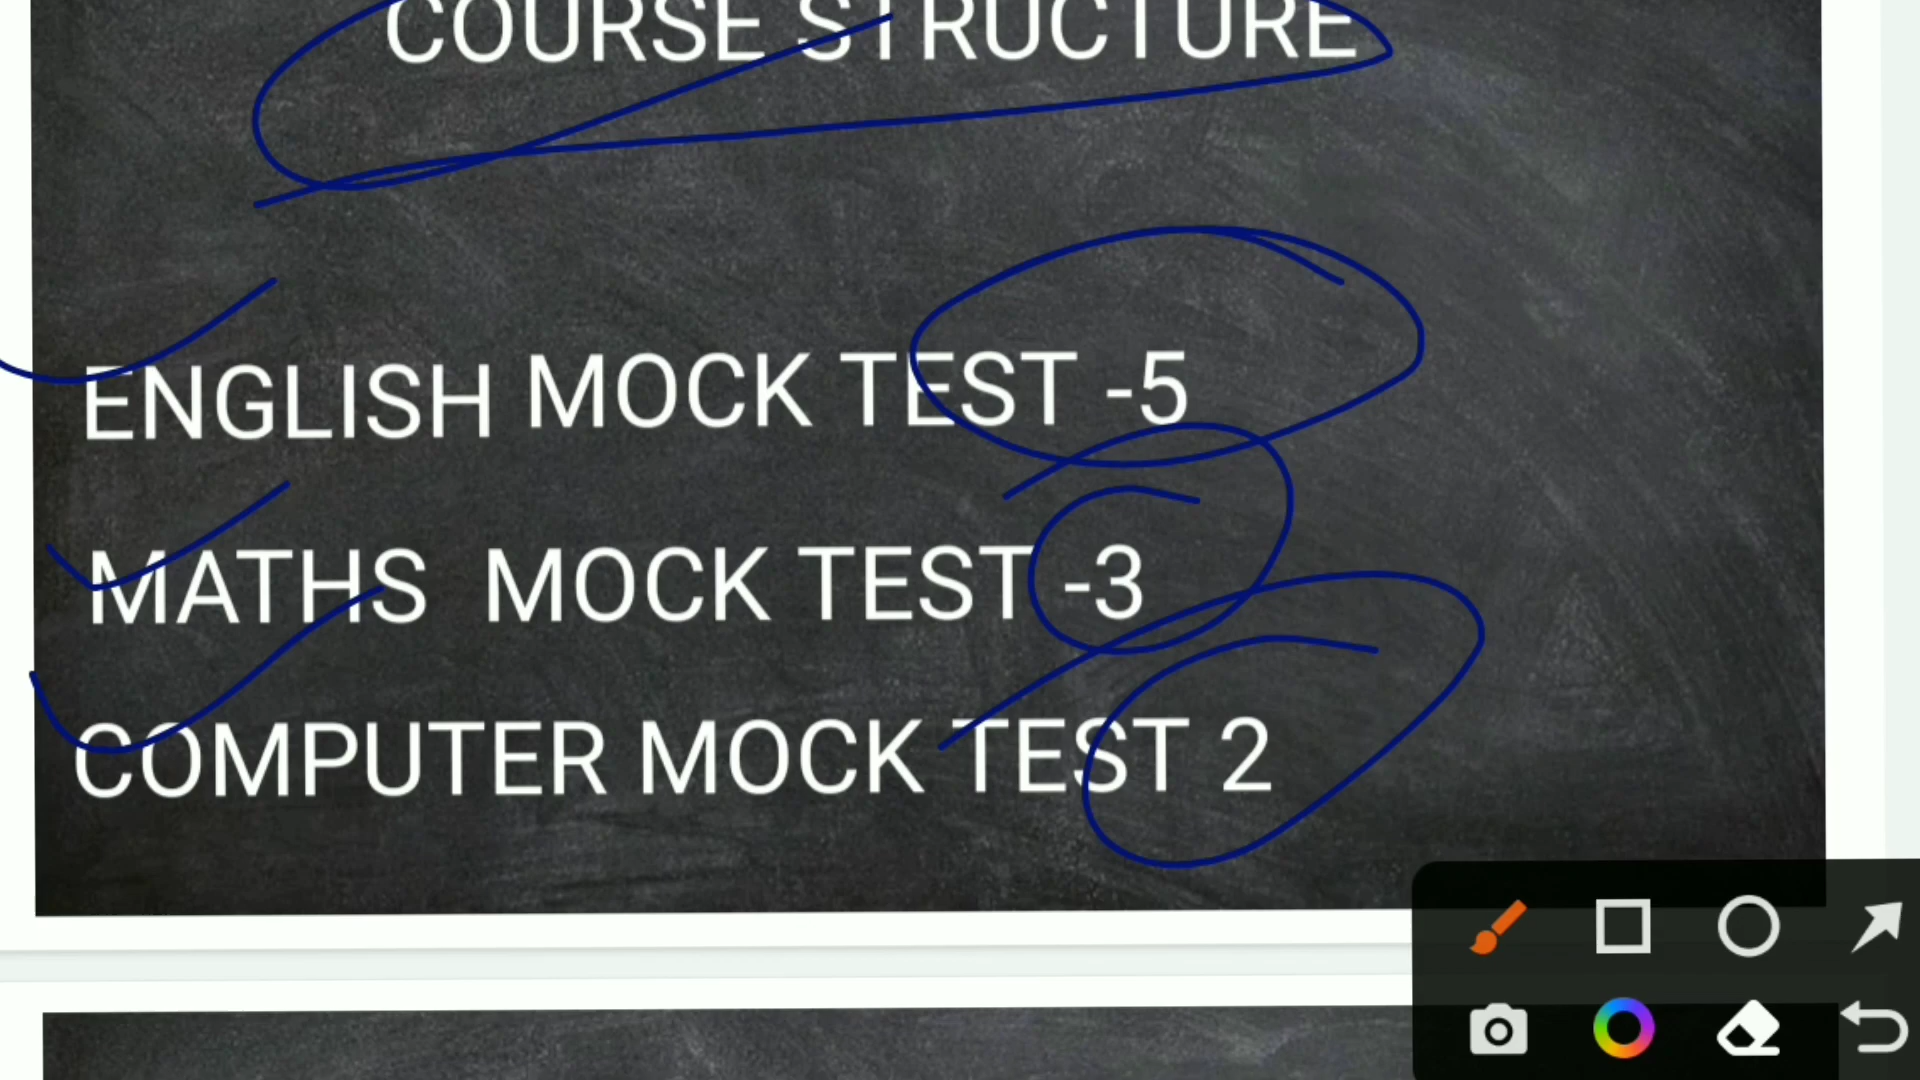 COURSE STRUCTURE
ENGLISH MOCK TEST -5
MATHS MOCK TEST -3
COMPUTER MOCK TEST 2